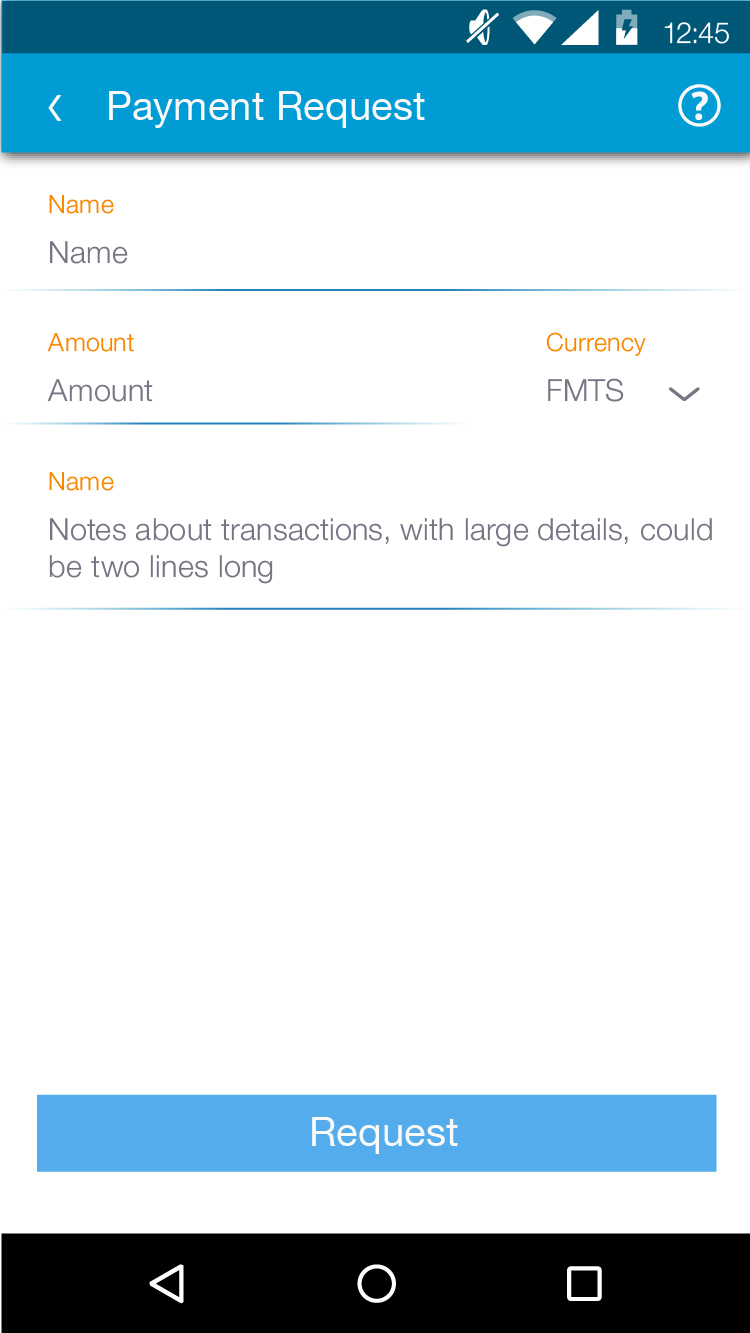 12:45
Payment Request
Name
Name
Amount
Currency
Amount
FMTS
Name
Notes about transactions, with large details, could
be two lines long
Request